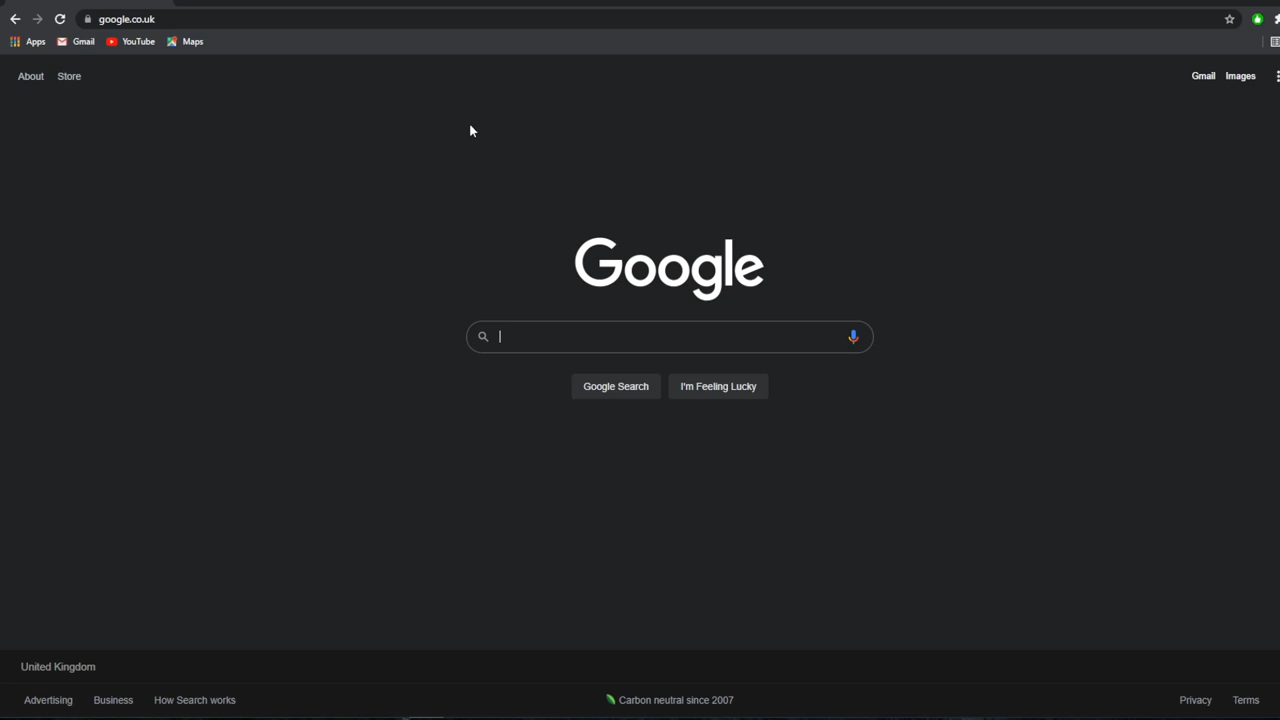 google.co.uk
Apps Gmail YouTube Maps
About Store Gmail Images
Google
Google Search I'm Feeling Lucky
United Kingdom
Advertising Business How Search works Carbon neutral since 2007 Privacy Terms